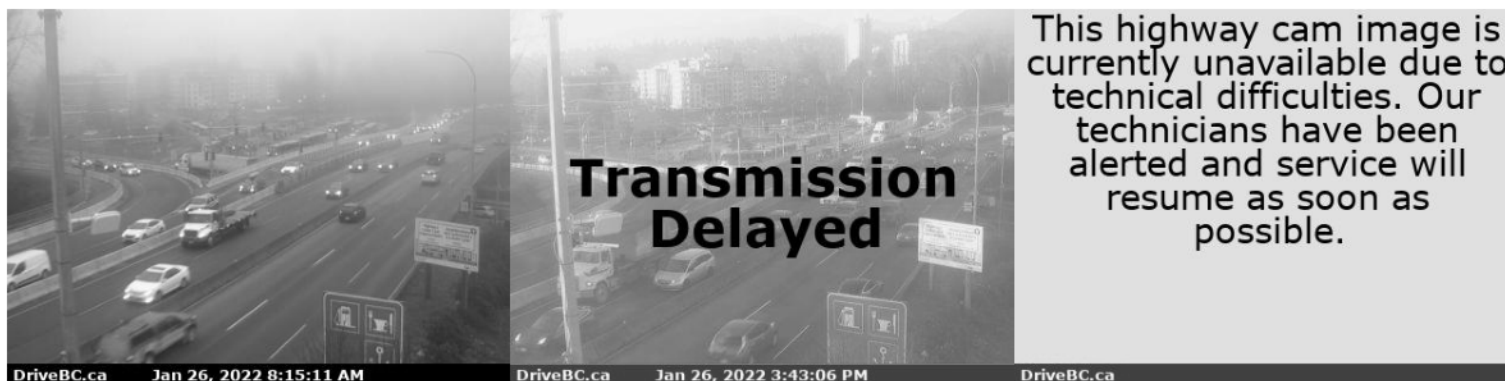 DriveBC.ca Jan 26, 2022 8:15:11 AM
Transmission
Delayed
DriveBC.ca Jan 26, 2022 3:43:06 PM
This highway cam image is
currently unavailable due to
technical difficulties. Our
technicians have been
alerted and service will
resume as soon as
possible.
DriveBC.ca